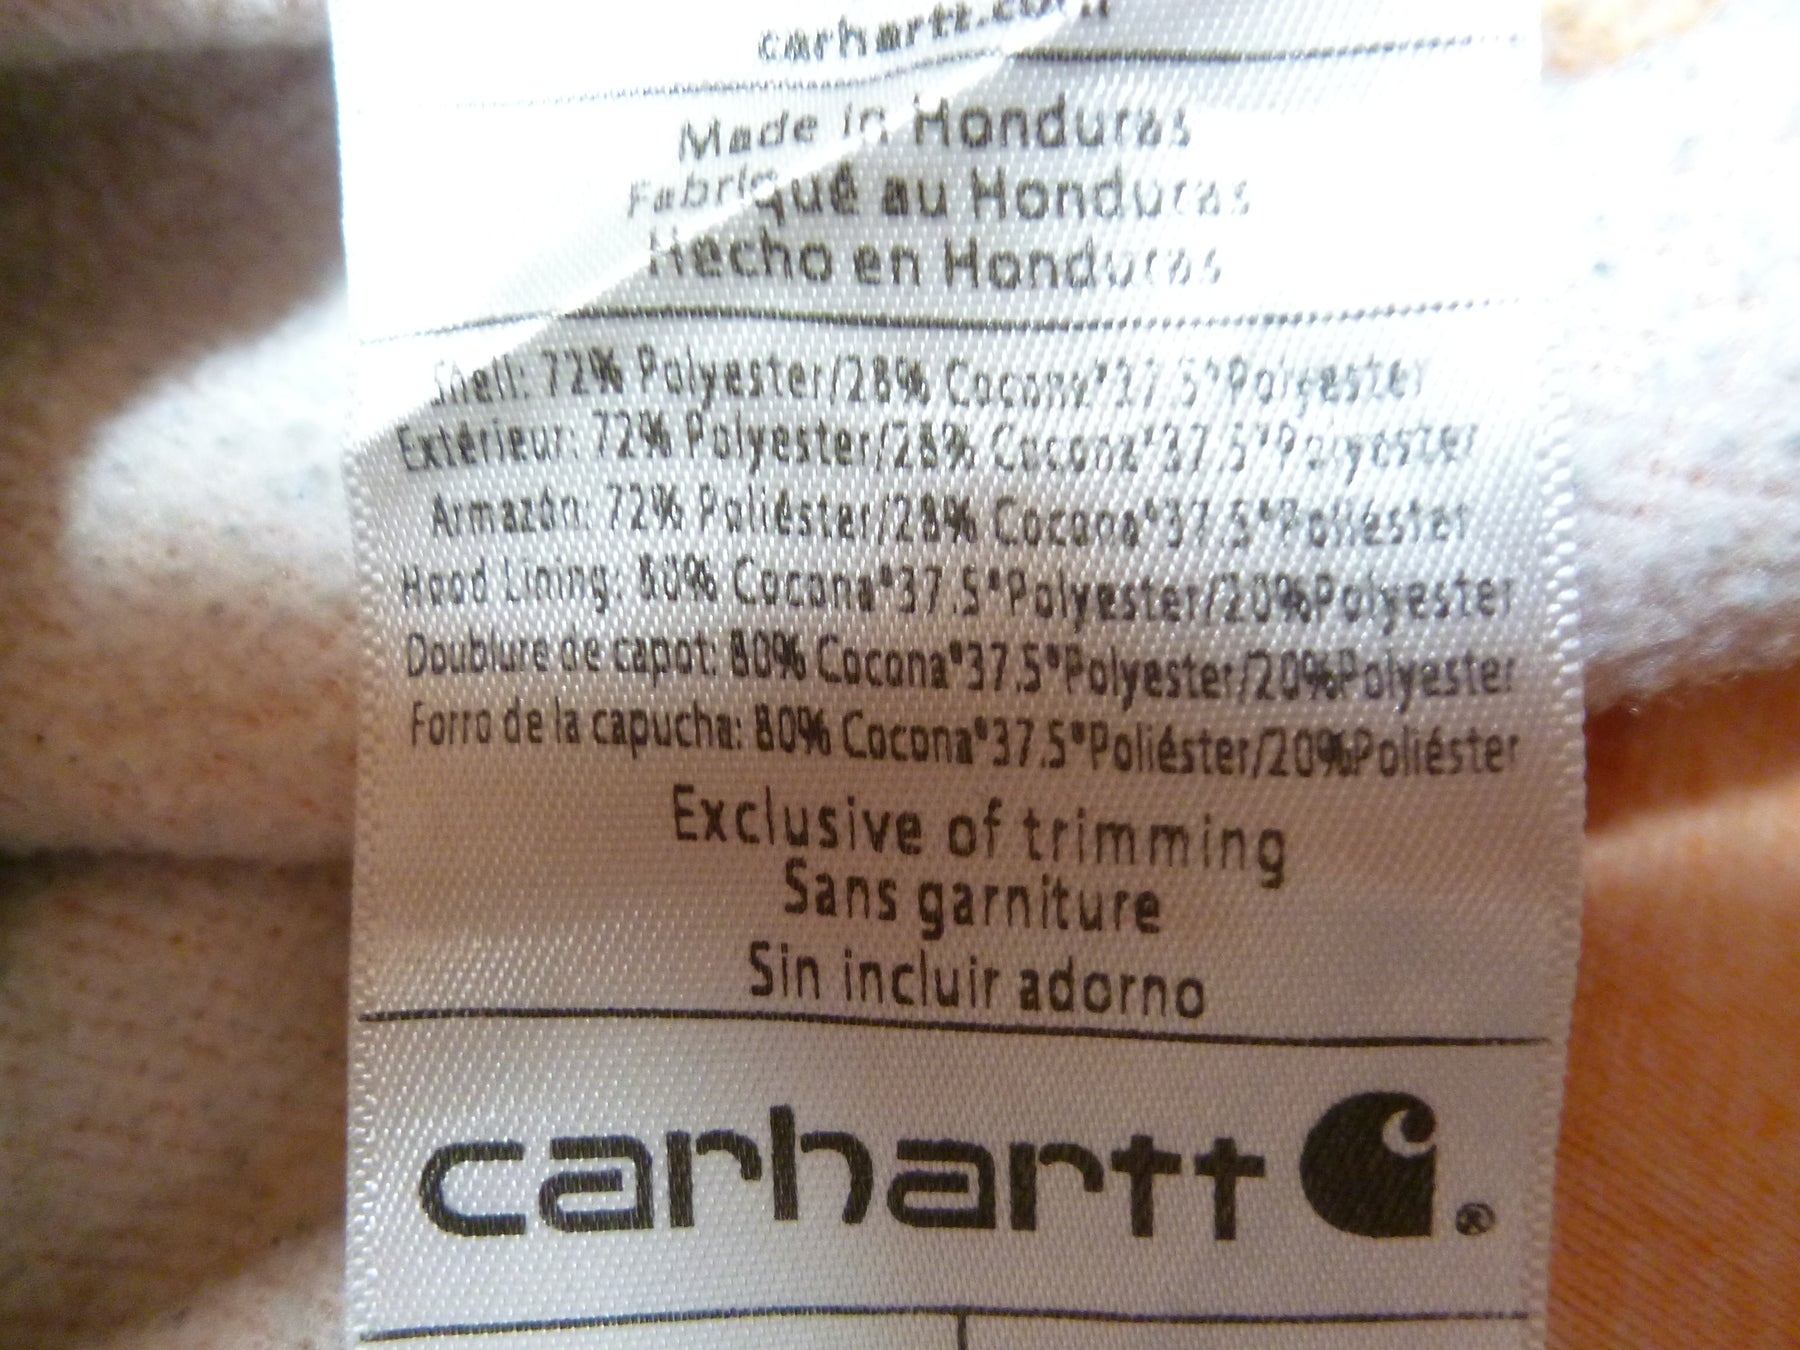 carhartt.com
Made in Honduras
Fabriqué au Honduras
Hecho en Honduras
Shell: 72% Polyester/28% Cocona®37.5®Polyester
Extérieur: 72% Polyester/28% Cocona®37.5®Polyester
Armazón: 72% Poliéster/28% Cocona®37.5®Poliéster
Hood Lining: 80% Cocona®37.5®Polyester/20%Polyester
Doublure de capot: 80% Cocona®37.5®Polyester/20%Polyester
Forro de la capucha: 80% Cocona®37.5®Poliéster/20%Poliéster
Exclusive of trimming
Sans garniture
Sin incluir adorno
carhartt ®